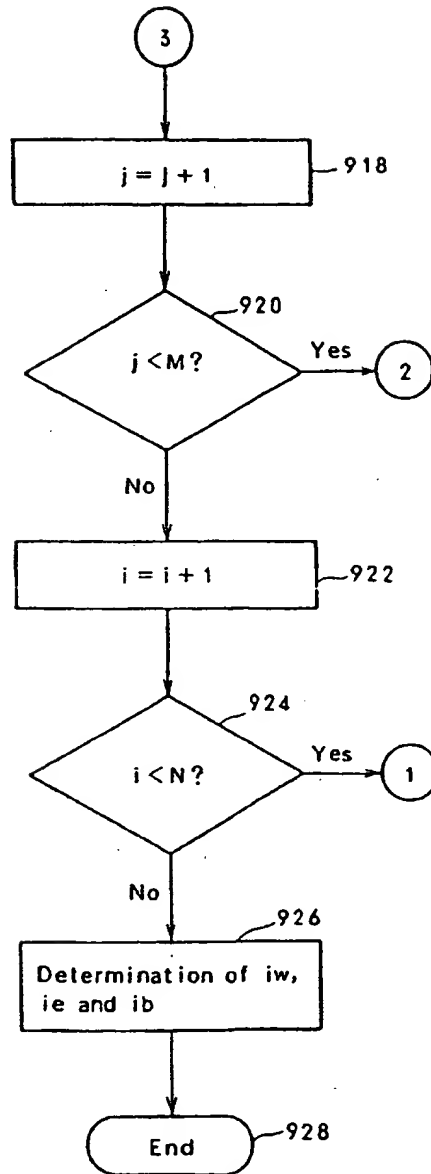 3
j = j + 1
918
920
j < M?
Yes
2
No
i = i + 1
922
924
i < N?
Yes
1
No
926
Determination of iw,
ie and ib
End
928